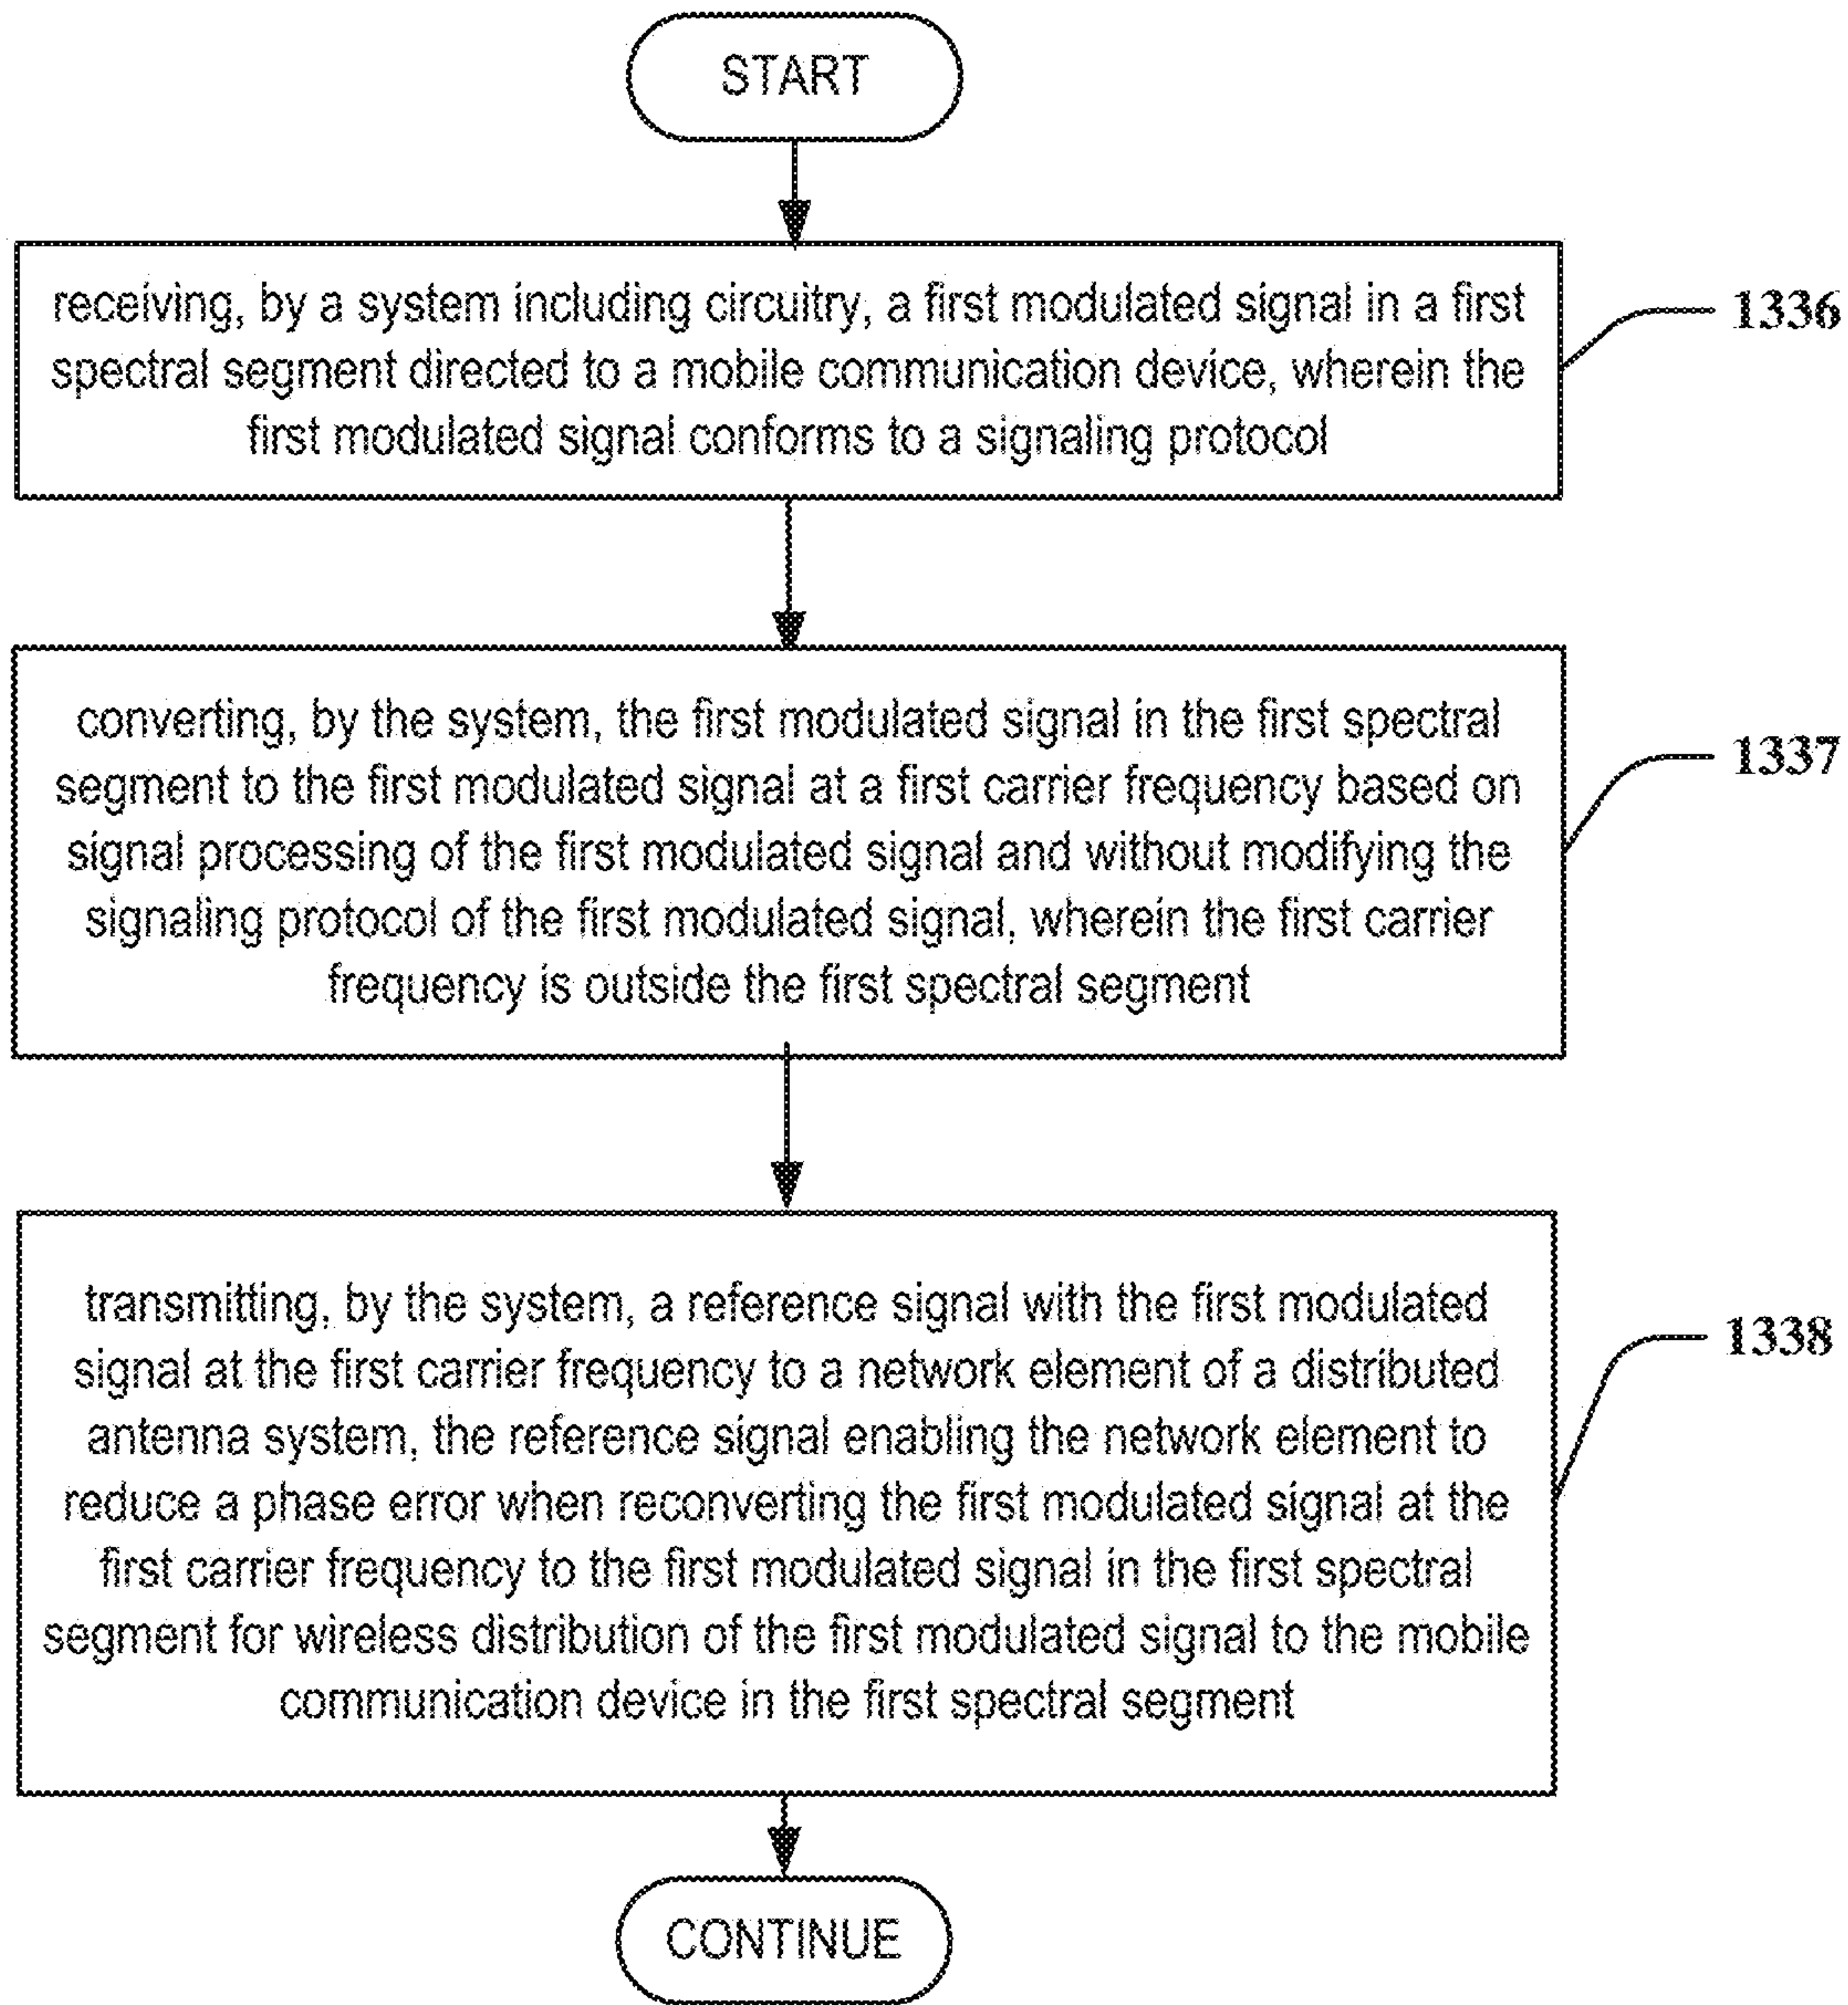 START
receiving, by a system including circuitry, a first modulated signal in a first
spectral segment directed to a mobile communication device, wherein the
first modulated signal conforms to a signaling protocol
1336
converting, by the system, the first modulated signal in the first spectral
segment to the first modulated signal at a first carrier frequency based on
signal processing of the first modulated signal and without modifying the
signaling protocol of the first modulated signal, wherein the first carrier
frequency is outside the first spectral segment
1337
transmitting, by the system, a reference signal with the first modulated
signal at the first carrier frequency to a network element of a distributed
antenna system, the reference signal enabling the network element to
reduce a phase error when reconverting the first modulated signal at the
first carrier frequency to the first modulated signal in the first spectral
segment for wireless distribution of the first modulated signal to the mobile
communication device in the first spectral segment
1338
CONTINUE